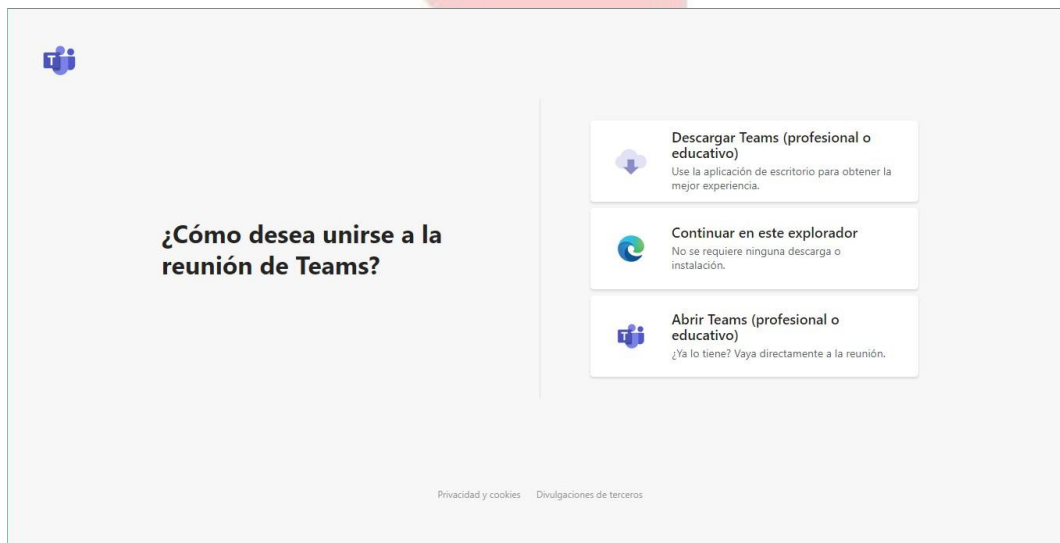 ¿Cómo desea unirse a la
reunión de Teams?
Descargar Teams (profesional o
educativo)
Use la aplicación de escritorio para obtener la
mejor experiencia.
Continuar en este explorador
No se requiere ninguna descarga o
instalación.
Abrir Teams (profesional o
educativo)
¿Ya lo tiene? Vaya directamente a la reunión.
Privacidad y cookies Divulgaciones de terceros